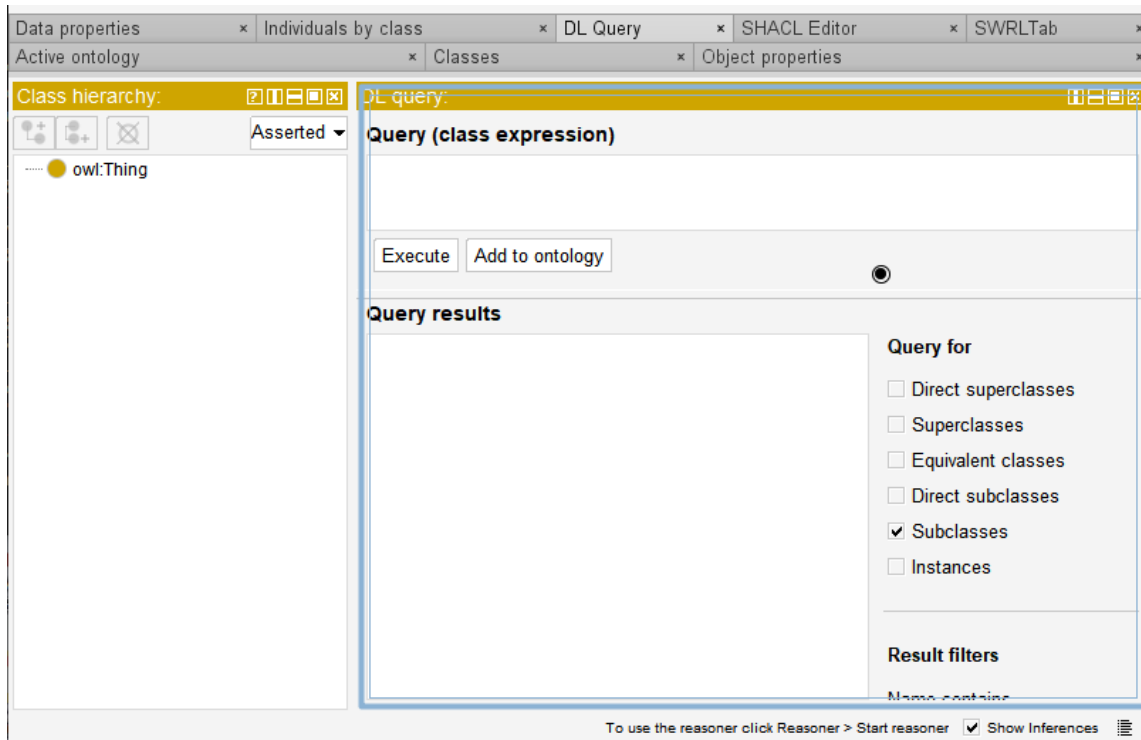 Data properties × Individuals by class × DL Query × SHACL Editor × SWRLTab
Active ontology × Classes × Object properties
Class hierarchy:
Asserted
owl:Thing
DL query:
Query (class expression)
Execute Add to ontology
Query results
Query for
Direct superclasses
Superclasses
Equivalent classes
Direct subclasses
Subclasses
Instances
Result filters
Name contains
To use the reasoner click Reasoner > Start reasoner Show Inferences